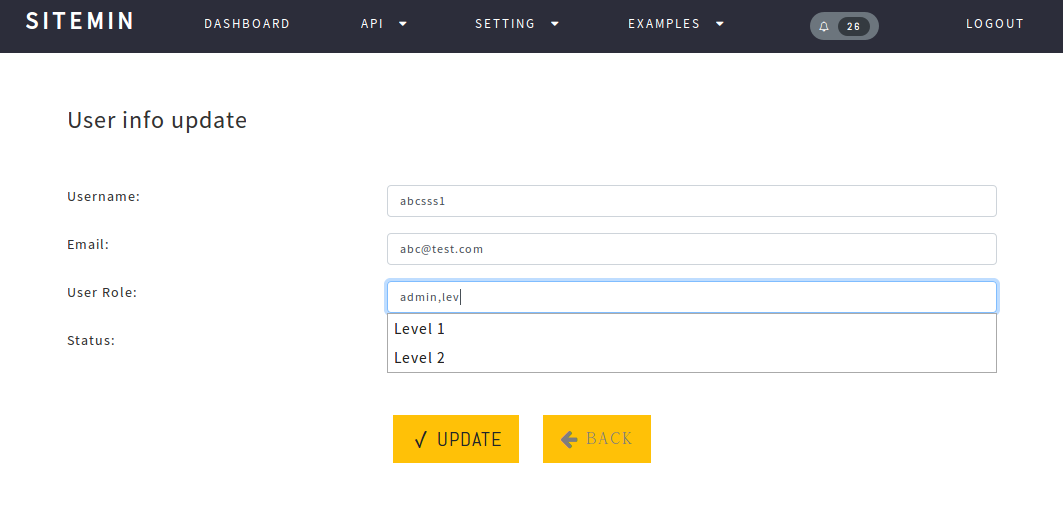 SITEMIN DASHBOARD API SETTING EXAMPLES 26 LOGOUT
User info update
Username: abcsss1
Email: abc@test.com
User Role: admin,lev
Level 1
Status:
Level 2
√ UPDATE BACK